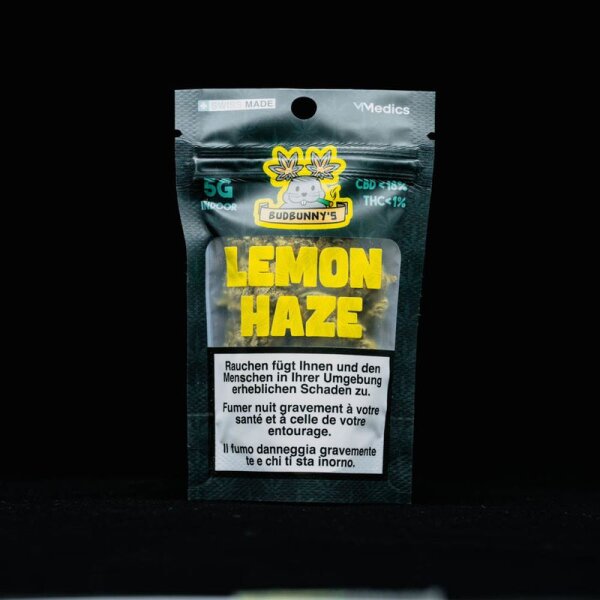 SWISS MADE
VMedics
5G
INDOOR
BUDBUNNY'S
CBD <18%
THC<1%
LEMON
HAZE
Rauchen fügt Ihnen und den
Menschen in Ihrer Umgebung
erheblichen Schaden zu.
Fumer nuit gravement à votre
santé et à celle de votre
entourage.
Il fumo danneggia gravemente
te e chi ti sta inorno.